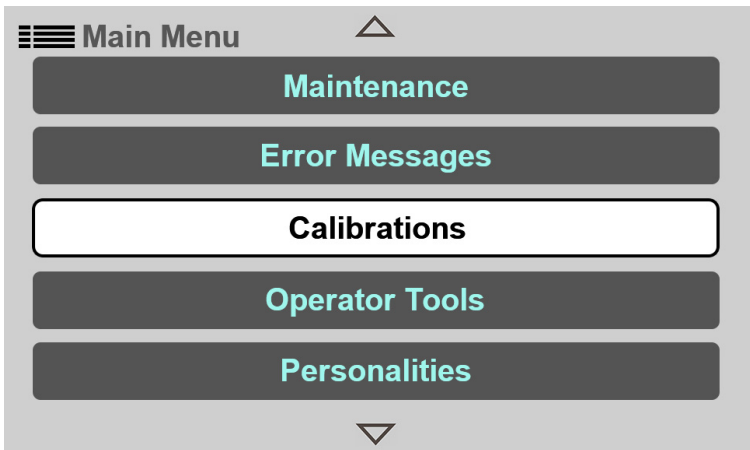 Main Menu
Maintenance
Error Messages
Calibrations
Operator Tools
Personalities